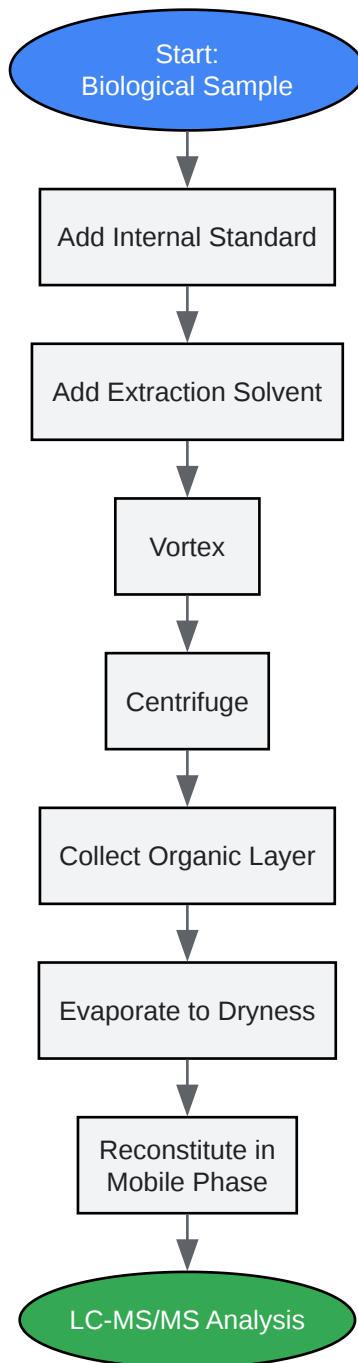 Start:
Biological Sample
Add Internal Standard
Add Extraction Solvent
Vortex
Centrifuge
Collect Organic Layer
Evaporate to Dryness
Reconstitute in
Mobile Phase
LC-MS/MS Analysis